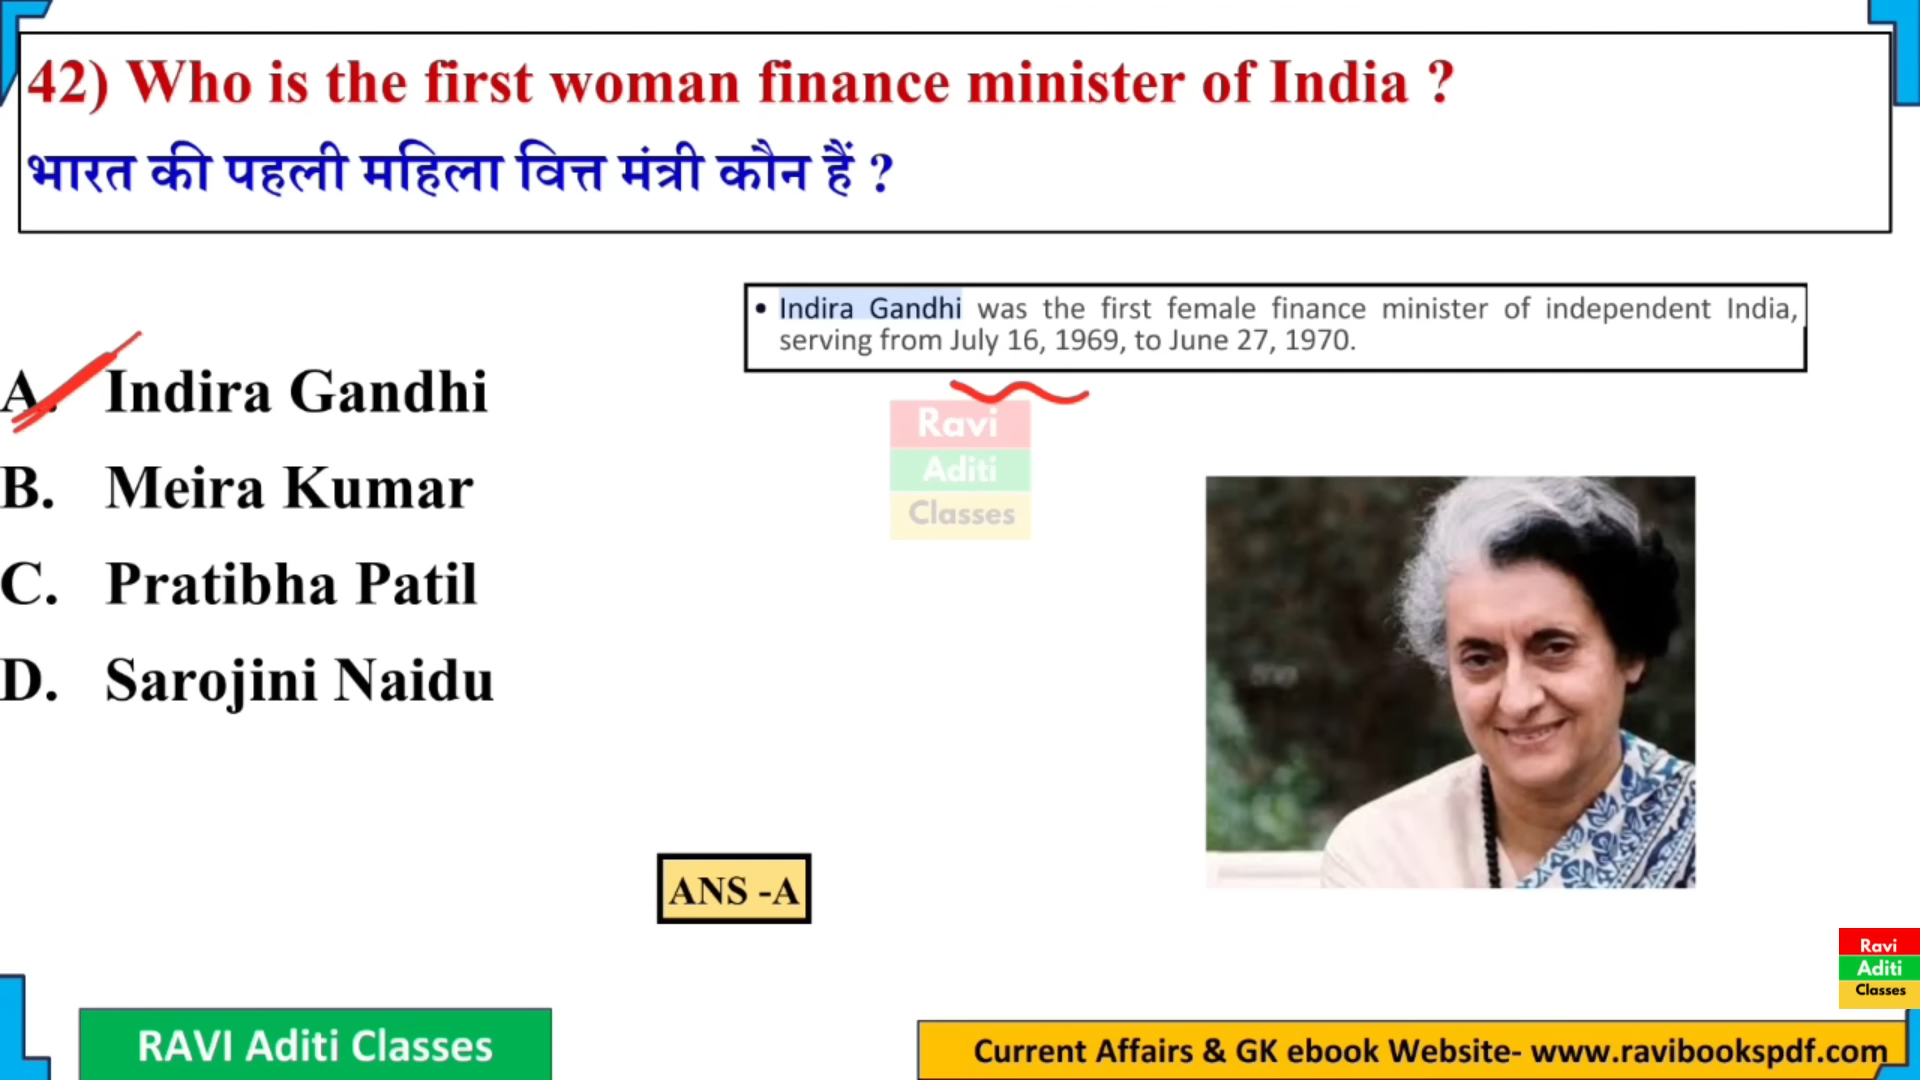 42) Who is the first woman finance minister of India ?
भारत की पहली महिला वित्त मंत्री कौन हैं ?
• Indira Gandhi was the first female finance minister of independent India,
serving from July 16, 1969, to June 27, 1970.
A. Indira Gandhi
B. Meira Kumar
C. Pratibha Patil
D. Sarojini Naidu
Ravi
Aditi
Classes
ANS -A
Ravi
Aditi
Classes
RAVI Aditi Classes
Current Affairs & GK ebook Website- www.ravibookspdf.com